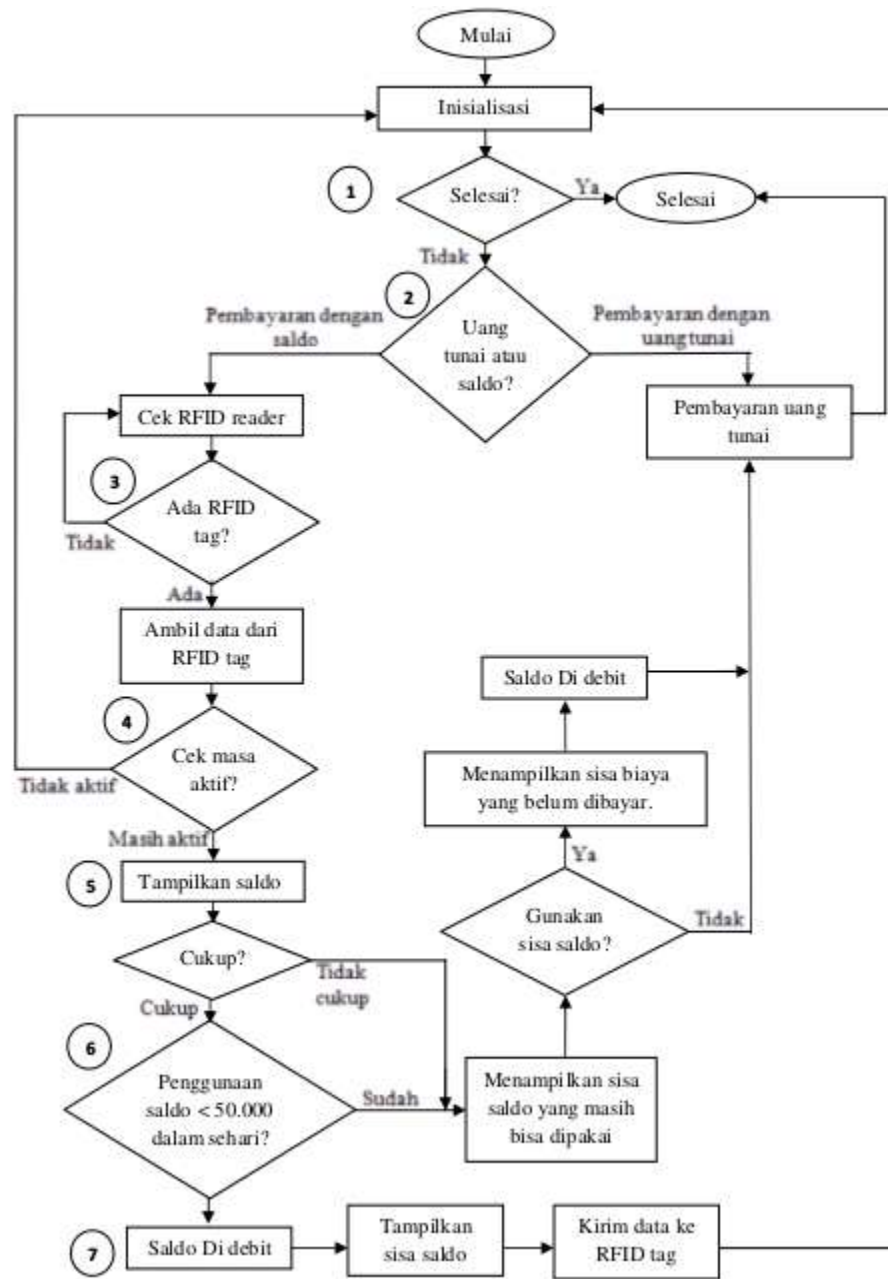 Mulai
Inisialisasi
1
Selesai?
Ya
Selesai
Tidak
2
Pembayaran dengan
saldo
Uang
tunai atau
saldo?
Pembayaran dengan
uang tunai
Cek RFID reader
Pembayaran uang
tunai
3
Ada RFID
tag?
Tidak
Ada
Ambil data dari
RFID tag
Saldo Di debit
4
Cek masa
aktif?
Tidak aktif
Menampilkan sisa biaya
yang belum dibayar.
Masih aktif
Ya
5
Tampilkan saldo
Gunakan
sisa saldo?
Tidak
Cukup?
Tidak
cukup
Cukup
6
Penggunaan
saldo < 50.000
dalam sehari?
Sudah
Menampilkan sisa
saldo yang masih
bisa dipakai
7
Saldo Di debit
Tampilkan
sisa saldo
Kirim data ke
RFID tag